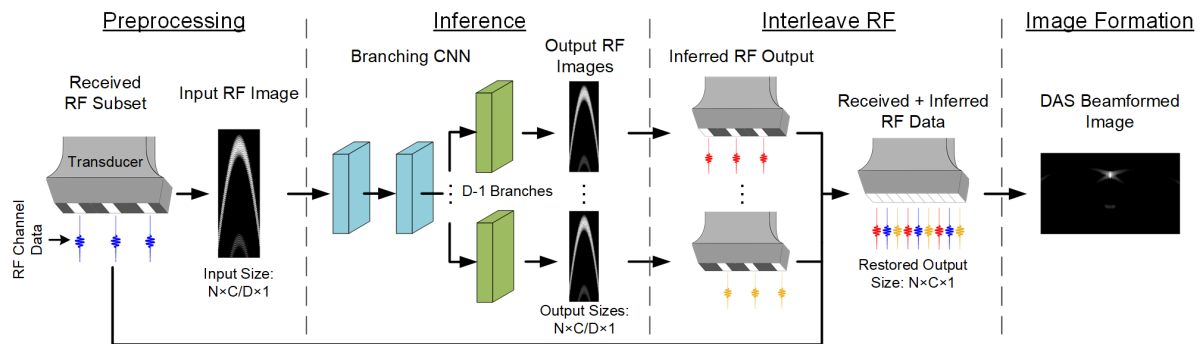 Preprocessing
Received
RF Subset
Transducer
RF Channel
Data
Input RF Image
Input Size:
N×C/D×1
Inference
Branching CNN
D-1 Branches
Output RF
Images
Output Sizes:
N×C/D×1
Interleave RF
Inferred RF Output
Received + Inferred
RF Data
Restored Output
Size: N×C×1
Image Formation
DAS Beamformed
Image